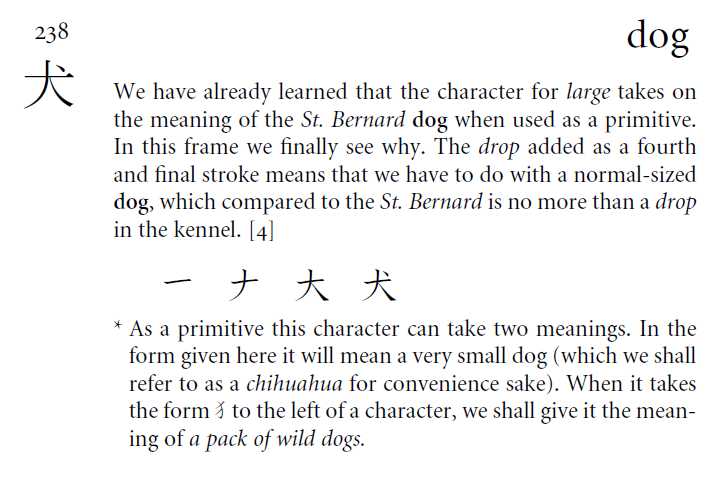 238
dog
犬
We have already learned that the character for large takes on
the meaning of the St. Bernard dog when used as a primitive.
In this frame we finally see why. The drop added as a fourth
and final stroke means that we have to do with a normal-sized
dog, which compared to the St. Bernard is no more than a drop
in the kennel. [4]
一 ナ 大 犬
* As a primitive this character can take two meanings. In the
form given here it will mean a very small dog (which we shall
refer to as a chihuahua for convenience sake). When it takes
the form 犭 to the left of a character, we shall give it the mean-
ing of a pack of wild dogs.